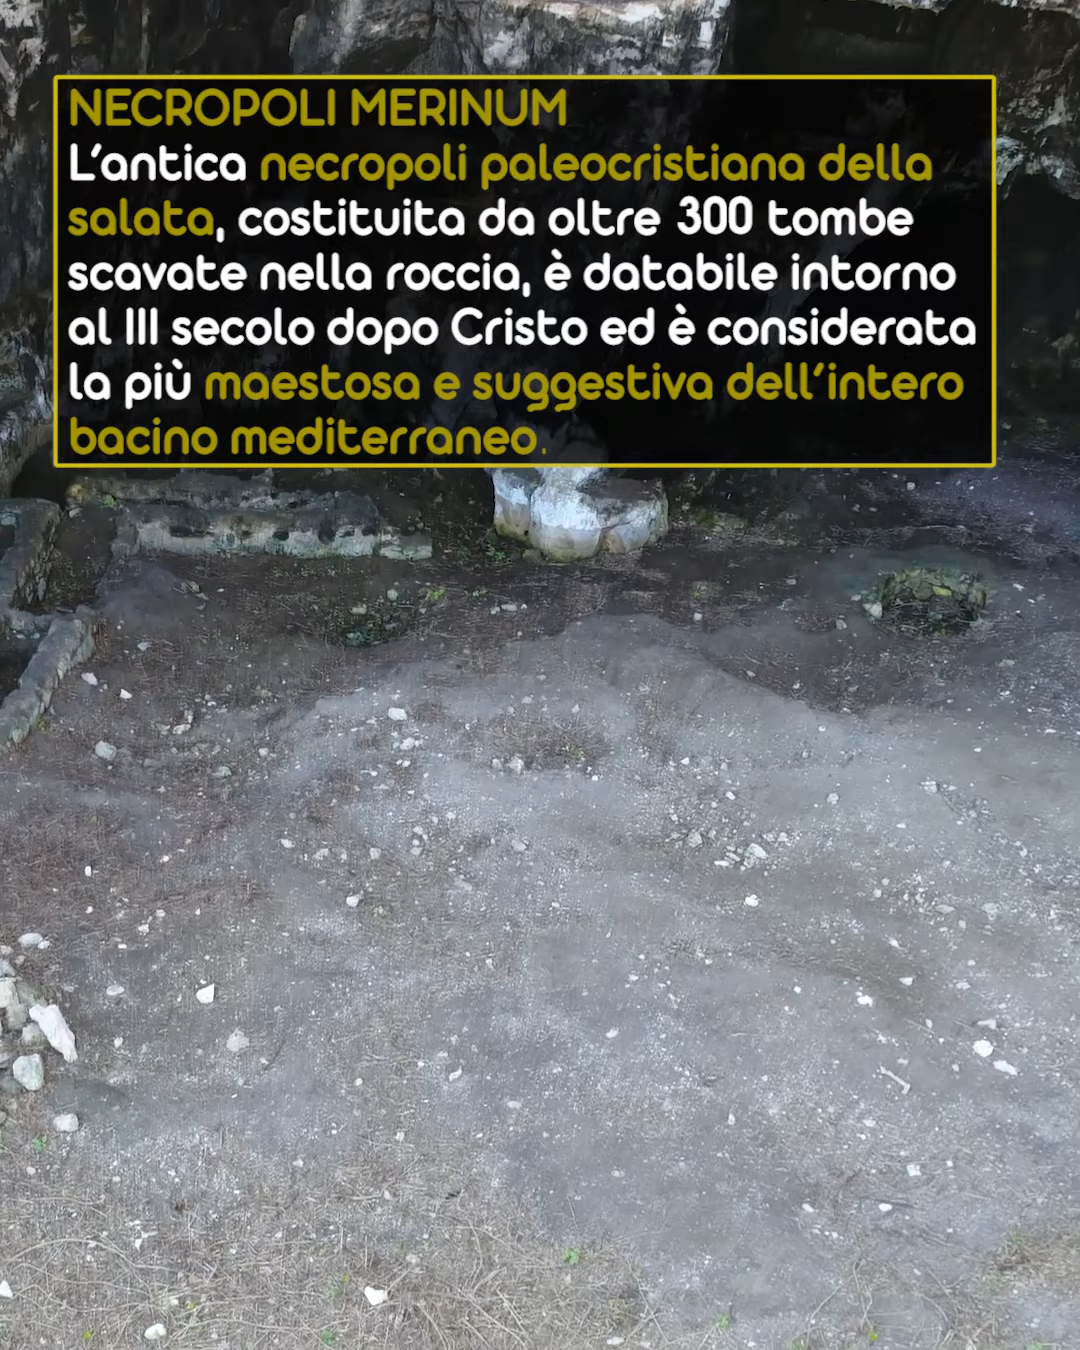 NECROPOLI MERINUM
L'antica necropoli paleocristiana della
salata, costituita da oltre 300 tombe
scavate nella roccia, è databile intorno
al III secolo dopo Cristo ed è considerata
la più maestosa e suggestiva dell'intero
bacino mediterraneo.